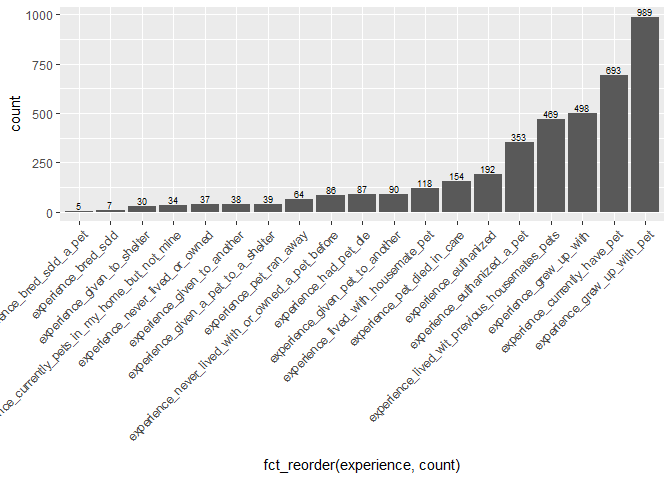 count
1000
750
500
250
0
5
7
30
34
37
38
39
64
86
87
90
118
154
192
353
469
498
693
989
ence_bred_sold_a_pet
experience_bred_sold
experience_given_to_shelter
nce_currently_pets_in_my_home_but_not_mine
experience_never_lived_or_owned
experience_given_to_another
experience_given_a_pet_to_a_shelter
experience_pet_ran_away
experience_never_lived_with_or_owned_a_pet_before
experience_had_pet_die
experience_given_pet_to_another
experience_lived_with_housemate_pet
experience_pet_died_in_care
experience_euthanized
experience_euthanized_a_pet
experience_lived_wit_previous_housemates_pets
experience_grew_up_with
experience_currently_have_pet
experience_grew_up_with_pet
fct_reorder(experience, count)